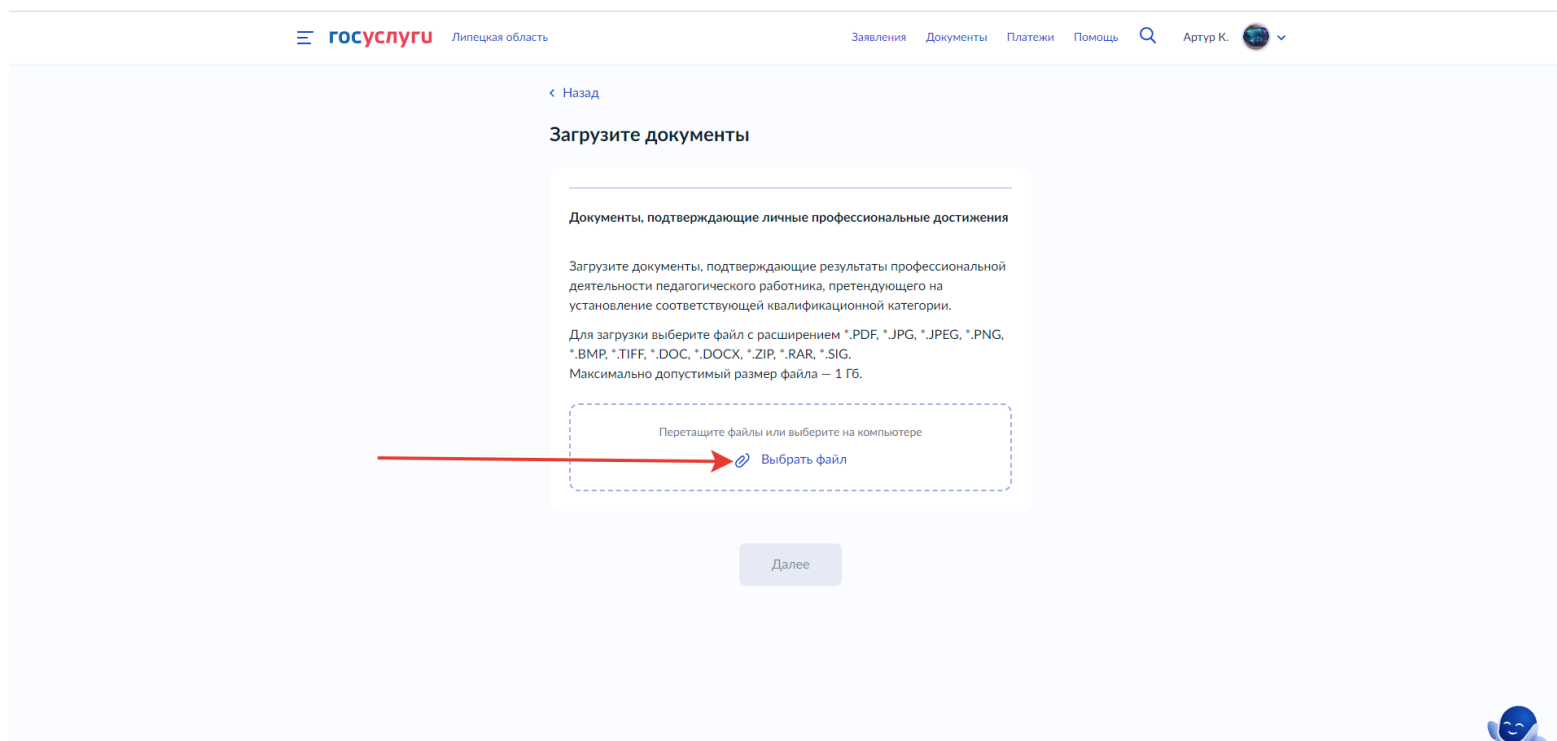 госуслуги Липецкая область Заявления Документы Платежи Помощь Артур К.
Назад
Загрузите документы
Документы, подтверждающие личные профессиональные достижения
Загрузите документы, подтверждающие результаты профессиональной
деятельности педагогического работника, претендующего на
установление соответствующей квалификационной категории.
Для загрузки выберите файл с расширением *.PDF, *.JPG, *.JPEG, *.PNG,
*.BMP, *.TIFF, *.DOC, *.DOCX, *.ZIP, *.RAR, *.SIG.
Максимально допустимый размер файла — 1 Гб.
Перетащите файлы или выберите на компьютере
Выбрать файл
Далее